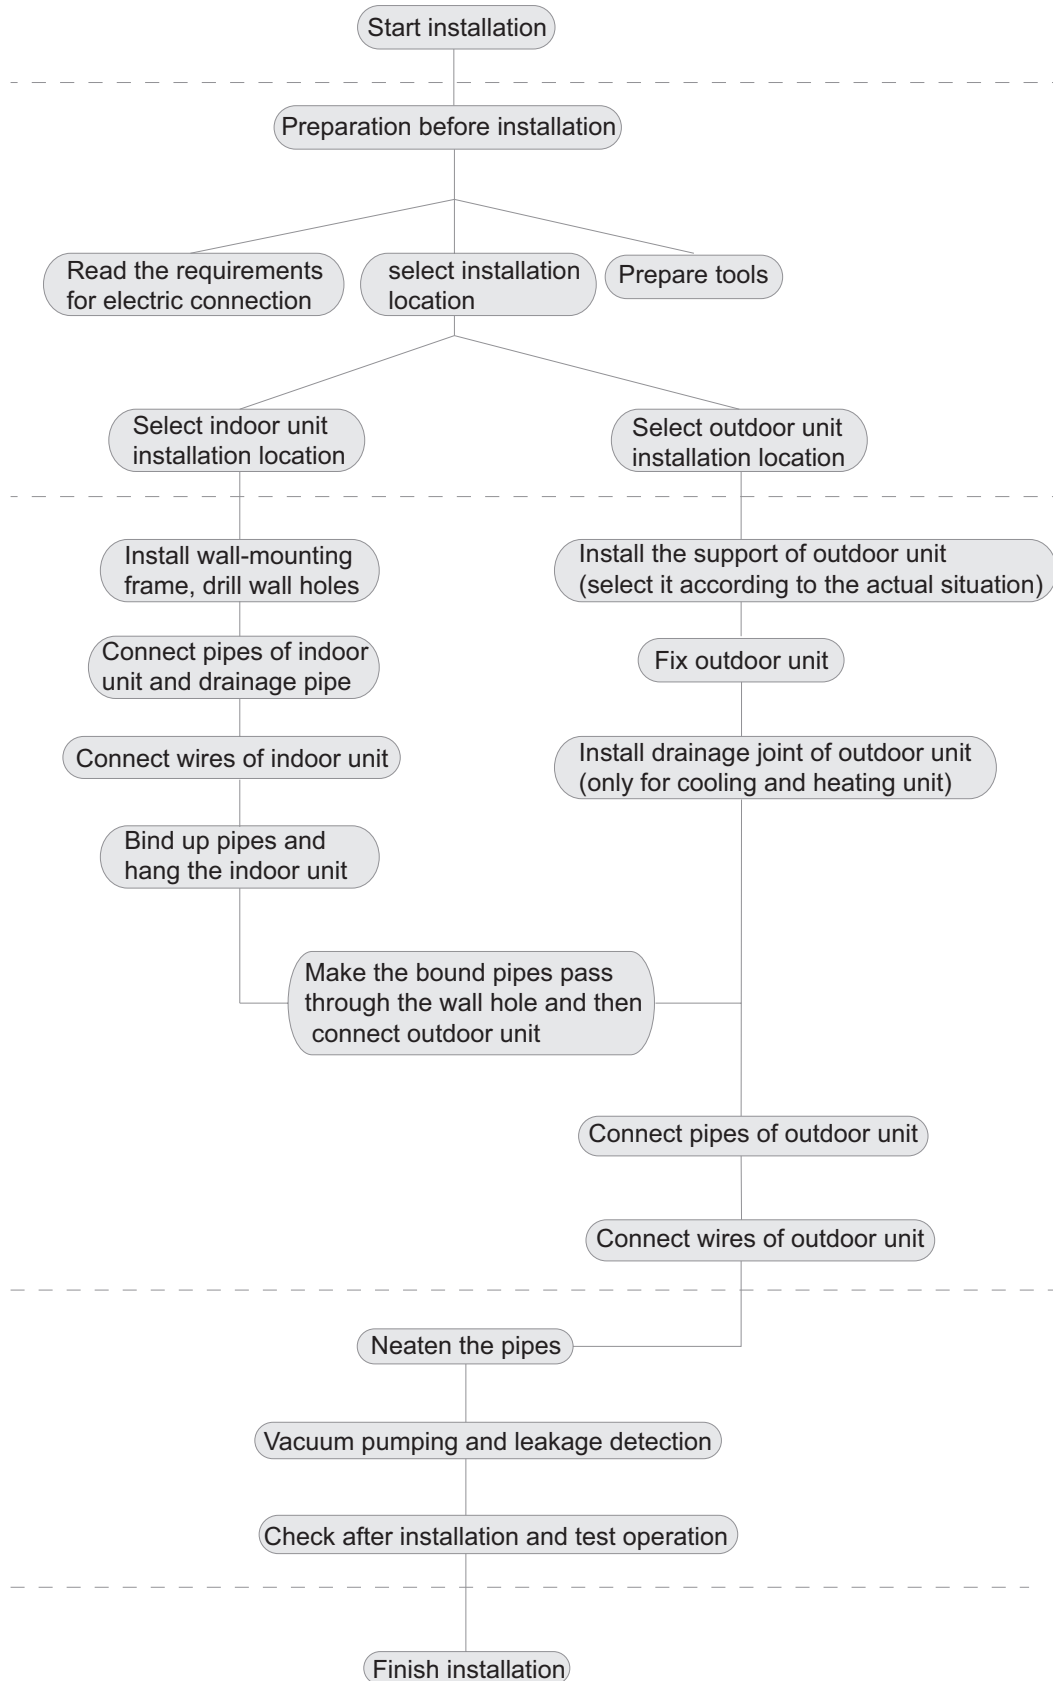 Start installation
Preparation before installation
Read the requirements
for electric connection
select installation
location
Prepare tools
Select indoor unit
installation location
Select outdoor unit
installation location
Install wall-mounting
frame, drill wall holes
Install the support of outdoor unit
(select it according to the actual situation)
Connect pipes of indoor
unit and drainage pipe
Fix outdoor unit
Connect wires of indoor unit
Install drainage joint of outdoor unit
(only for cooling and heating unit)
Bind up pipes and
hang the indoor unit
Make the bound pipes pass
through the wall hole and then
connect outdoor unit
Connect pipes of outdoor unit
Connect wires of outdoor unit
Neaten the pipes
Vacuum pumping and leakage detection
Check after installation and test operation
Finish installation